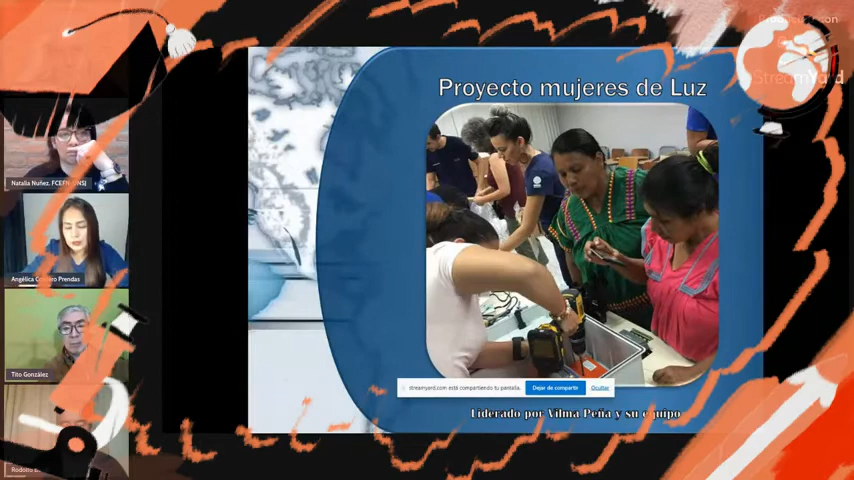 StreamYard
Proyecto mujeres de Luz
Natalia Nuñez, FCEFN-UNSJ
Angélica Cordero Prendas
Tito González
streamyard.com está compartiendo tu pantalla.
Dejar de compartir
Ocultar
Liderado por Vilma Peña y su equipo